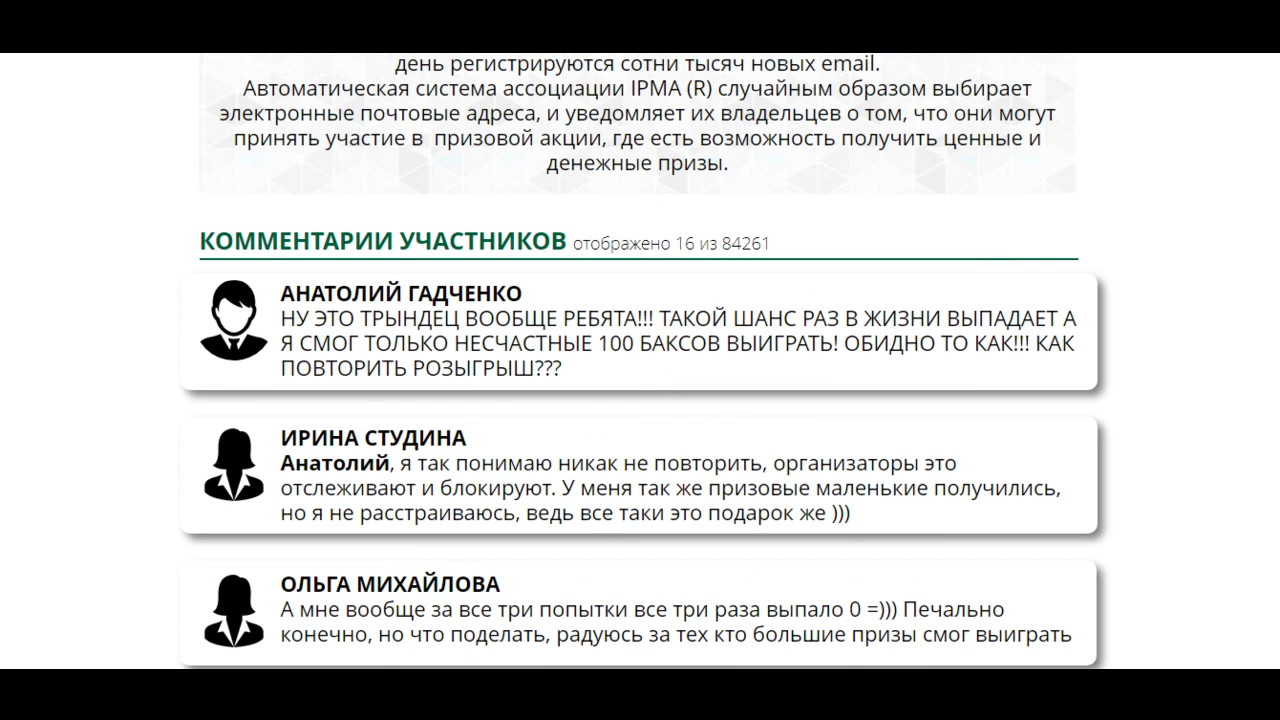 день регистрируются сотни тысяч новых email.
Автоматическая система ассоциации IPMA (R) случайным образом выбирает
электронные почтовые адреса, и уведомляет их владельцев о том, что они могут
принять участие в призовой акции, где есть возможность получить ценные и
денежные призы.
КОММЕНТАРИИ УЧАСТНИКОВ отображено 16 из 84261
АНАТОЛИЙ ГАДЧЕНКО
НУ ЭТО ТРЫНДЕЦ ВООБЩЕ РЕБЯТА!!! ТАКОЙ ШАНС РАЗ В ЖИЗНИ ВЫПАДАЕТ А
Я СМОГ ТОЛЬКО НЕСЧАСТНЫЕ 100 БАКСОВ ВЫИГРАТЬ! ОБИДНО ТО КАК!!! КАК
ПОВТОРИТЬ РОЗЫГРЫШ???
ИРИНА СТУДИНА
Анатолий, я так понимаю никак не повторить, организаторы это
отслеживают и блокируют. У меня так же призовые маленькие получились,
но я не расстраиваюсь, ведь все таки это подарок же )))
ОЛЬГА МИХАЙЛОВА
А мне вообще за все три попытки все три раза выпало 0 =))) Печально
конечно, но что поделать, радуюсь за тех кто большие призы смог выиграть